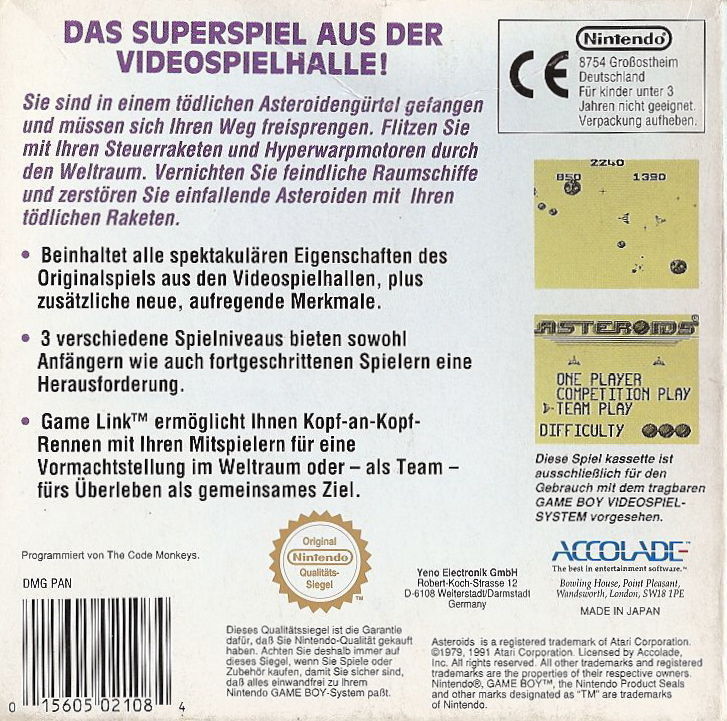 DAS SUPERSPIEL AUS DER
VIDEOSPIELHALLE!
Sie sind in einem tödlichen Asteroidengürtel gefangen
und müssen sich Ihren Weg freisprengen. Flitzen Sie
mit Ihren Steuerraketen und Hyperwarpmotoren durch
den Weltraum. Vernichten Sie feindliche Raumschiffe
und zerstören Sie einfallende Asteroiden mit Ihren
tödlichen Raketen.
• Beinhaltet alle spektakulären Eigenschaften des
Originalspiels aus den Videospielhallen, plus
zusätzliche neue, aufregende Merkmale.
• 3 verschiedene Spielniveaus bieten sowohl
Anfängern wie auch fortgeschrittenen Spielern eine
Herausforderung.
• Game Link™ ermöglicht Ihnen Kopf-an-Kopf-
Rennen mit Ihren Mitspielern für eine
Vormachtstellung im Weltraum oder – als Team –
fürs Überleben als gemeinsames Ziel.
CE
Nintendo®
8754 Großostheim
Deutschland
Für kinder unter 3
Jahren nicht geeignet.
Verpackung aufheben.
2240
850 1390
ASTEROIDS©
ONE PLAYER
COMPETITION PLAY
TEAM PLAY
DIFFICULTY
Diese Spiel kassette ist
ausschließlich für den
Gebrauch mit dem tragbaren
GAME BOY VIDEOSPIEL-
SYSTEM vorgesehen.
Programmiert von The Code Monkeys.
DMG PAN
0 15605 02108 4
Original
Nintendo
Qualitäts-
Siegel
™
Yeno Electronik GmbH
Robert-Koch-Strasse 12
D-6108 Welterstadt/Darmstadt
Germany
ACCOLADE™
The best in entertainment software.™
Bowling House, Point Pleasant,
Wandsworth, London, SW18 1PE
MADE IN JAPAN
Dieses Qualitätssiegel ist die Garantie
dafür, daß Sie Nintendo-Qualität gekauft
haben. Achten Sie deshalb immer auf
dieses Siegel, wenn Sie Spiele oder
Zubehör kaufen, damit Sie sicher sind,
daß alles einwandfrei zu Ihrem
Nintendo GAME BOY-System paßt.
Asteroids is a registered trademark of Atari Corporation.
©1979, 1991 Atari Corporation. Licensed by Accolade,
Inc. All rights reserved. All other trademarks and registered
trademarks are the properties of their respective owners.
Nintendo®, GAME BOY™, the Nintendo Product Seals
and other marks designated as "TM" are trademarks
of Nintendo.